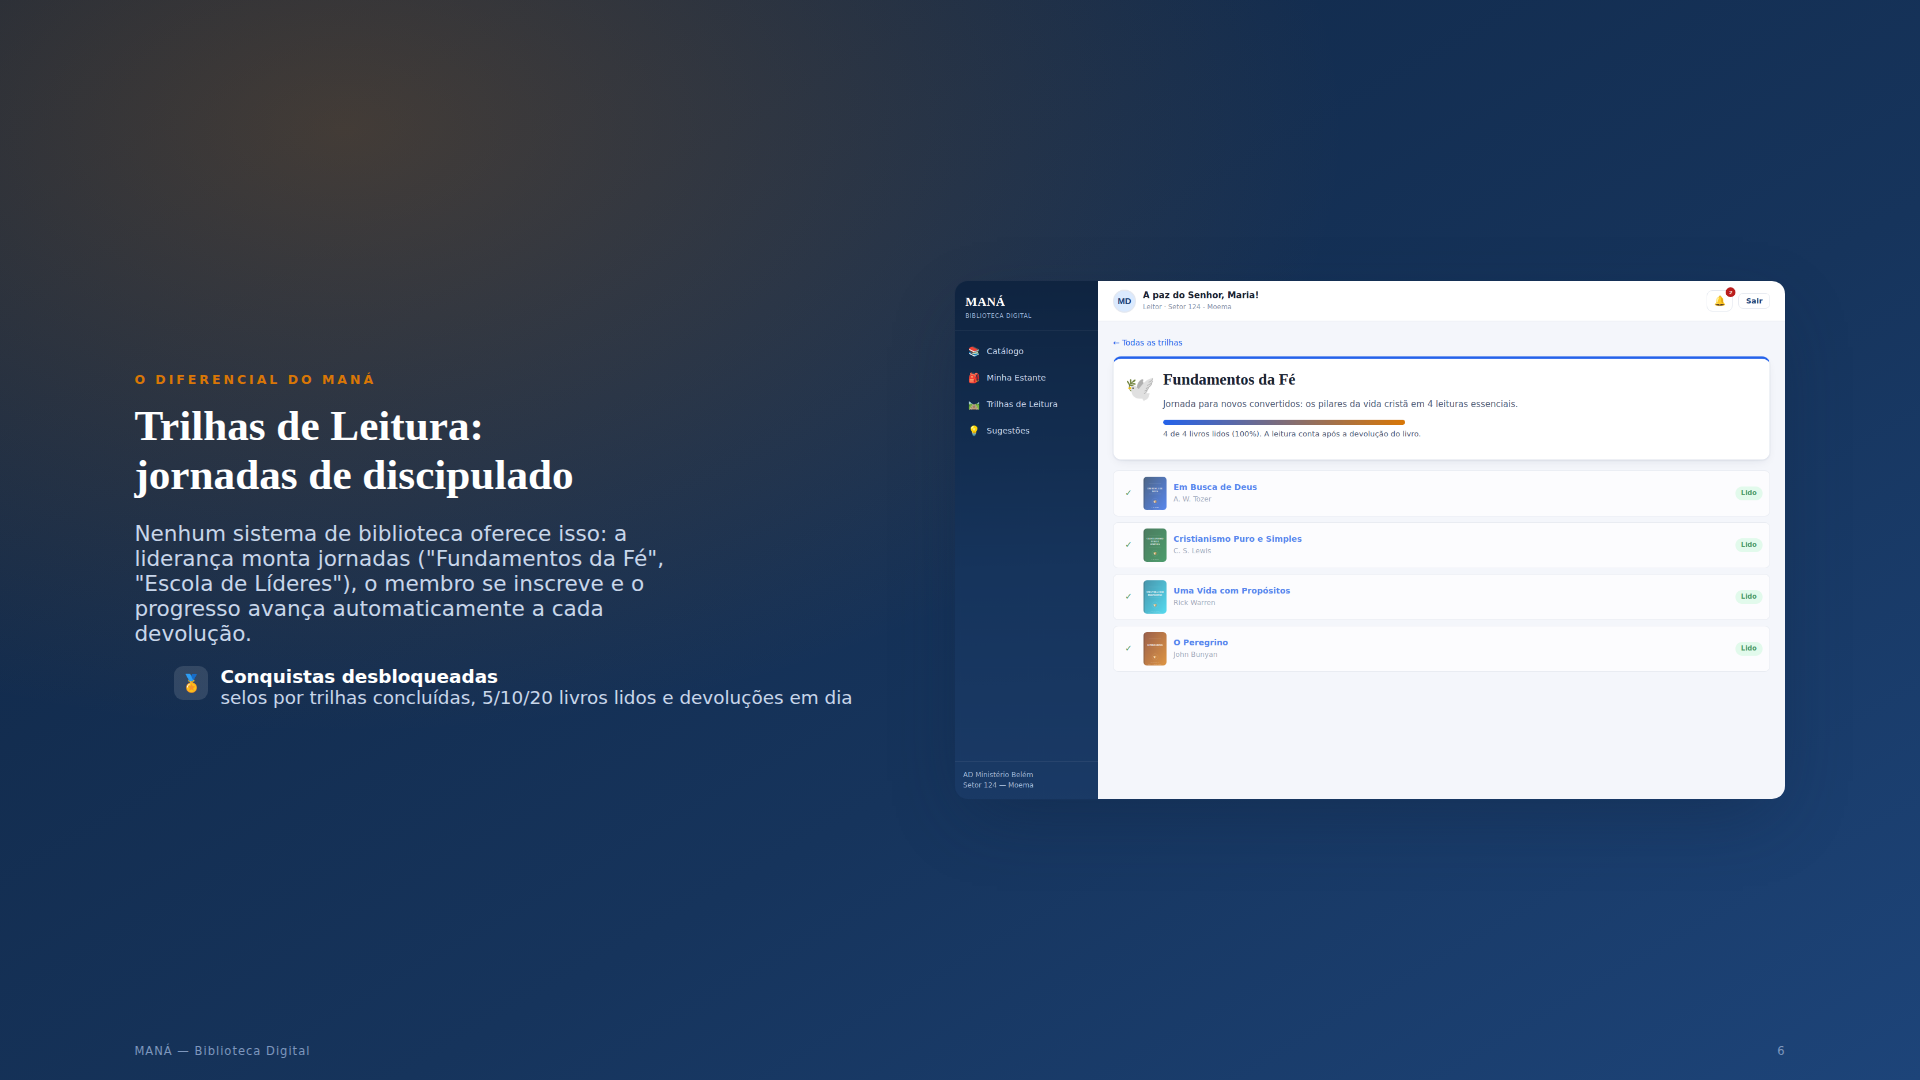 O DIFERENCIAL DO MANÁ
Trilhas de Leitura:
jornadas de discipulado
Nenhum sistema de biblioteca oferece isso: a
liderança monta jornadas ("Fundamentos da Fé",
"Escola de Líderes"), o membro se inscreve e o
progresso avança automaticamente a cada
devolução.
Conquistas desbloqueadas
selos por trilhas concluídas, 5/10/20 livros lidos e devoluções em dia
MANÁ
BIBLIOTECA DIGITAL
Catálogo
Minha Estante
Trilhas de Leitura
Sugestões
AD Ministério Belém
Setor 124 — Moema
MD
A paz do Senhor, Maria!
Leitor · Setor 124 - Moema
Sair
← Todas as trilhas
Fundamentos da Fé
Jornada para novos convertidos: os pilares da vida cristã em 4 leituras essenciais.
4 de 4 livros lidos (100%). A leitura conta após a devolução do livro.
✓ Em Busca de Deus
A. W. Tozer
Lido
✓ Cristianismo Puro e Simples
C. S. Lewis
Lido
✓ Uma Vida com Propósitos
Rick Warren
Lido
✓ O Peregrino
John Bunyan
Lido
MANÁ — Biblioteca Digital
6